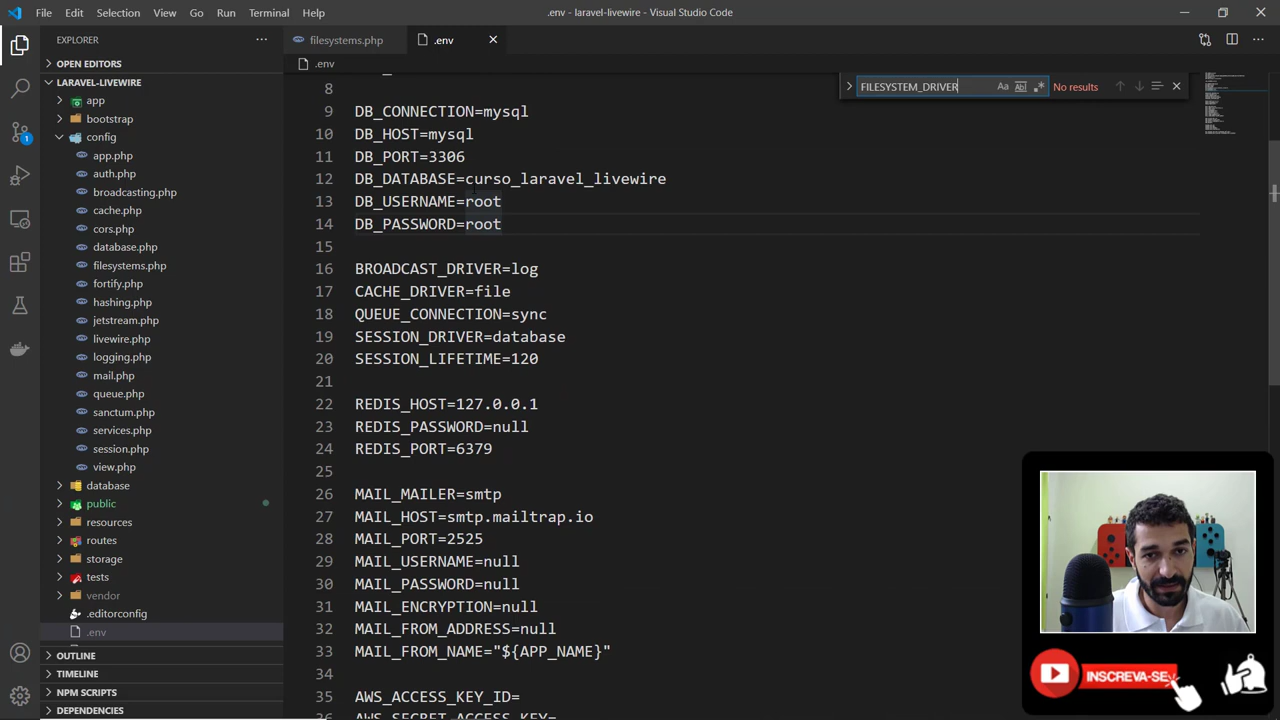 File Edit Selection View Go Run Terminal Help
.env - laravel-livewire - Visual Studio Code
EXPLORER
filesystems.php
.env
OPEN EDITORS
.env
LARAVEL-LIVEWIRE
FILESYSTEM_DRIVER
Aa
No results
app
bootstrap
config
app.php
auth.php
broadcasting.php
cache.php
cors.php
database.php
filesystems.php
fortify.php
hashing.php
jetstream.php
livewire.php
logging.php
mail.php
queue.php
sanctum.php
services.php
session.php
view.php
database
public
resources
routes
storage
tests
vendor
.editorconfig
.env
OUTLINE
TIMELINE
NPM SCRIPTS
DEPENDENCIES
1
8
9 DB_CONNECTION=mysql
10 DB_HOST=mysql
11 DB_PORT=3306
12 DB_DATABASE=curso_laravel_livewire
13 DB_USERNAME=root
14 DB_PASSWORD=root
15
16 BROADCAST_DRIVER=log
17 CACHE_DRIVER=file
18 QUEUE_CONNECTION=sync
19 SESSION_DRIVER=database
20 SESSION_LIFETIME=120
21
22 REDIS_HOST=127.0.0.1
23 REDIS_PASSWORD=null
24 REDIS_PORT=6379
25
26 MAIL_MAILER=smtp
27 MAIL_HOST=smtp.mailtrap.io
28 MAIL_PORT=2525
29 MAIL_USERNAME=null
30 MAIL_PASSWORD=null
31 MAIL_ENCRYPTION=null
32 MAIL_FROM_ADDRESS=null
33 MAIL_FROM_NAME="${APP_NAME}"
34
35 AWS_ACCESS_KEY_ID=
36 AWS_SECRET_ACCESS_KEY=
INSCREVA-SE